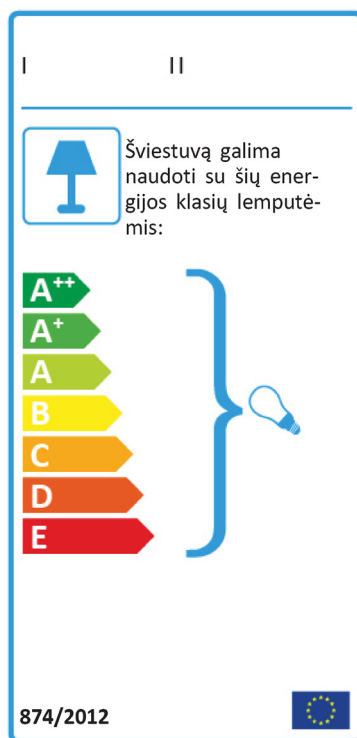 I II
Šviestuvą galima
naudoti su šių ener-
gijos klasių lemputė-
mis:
A++
A+
A
B
C
D
E
874/2012